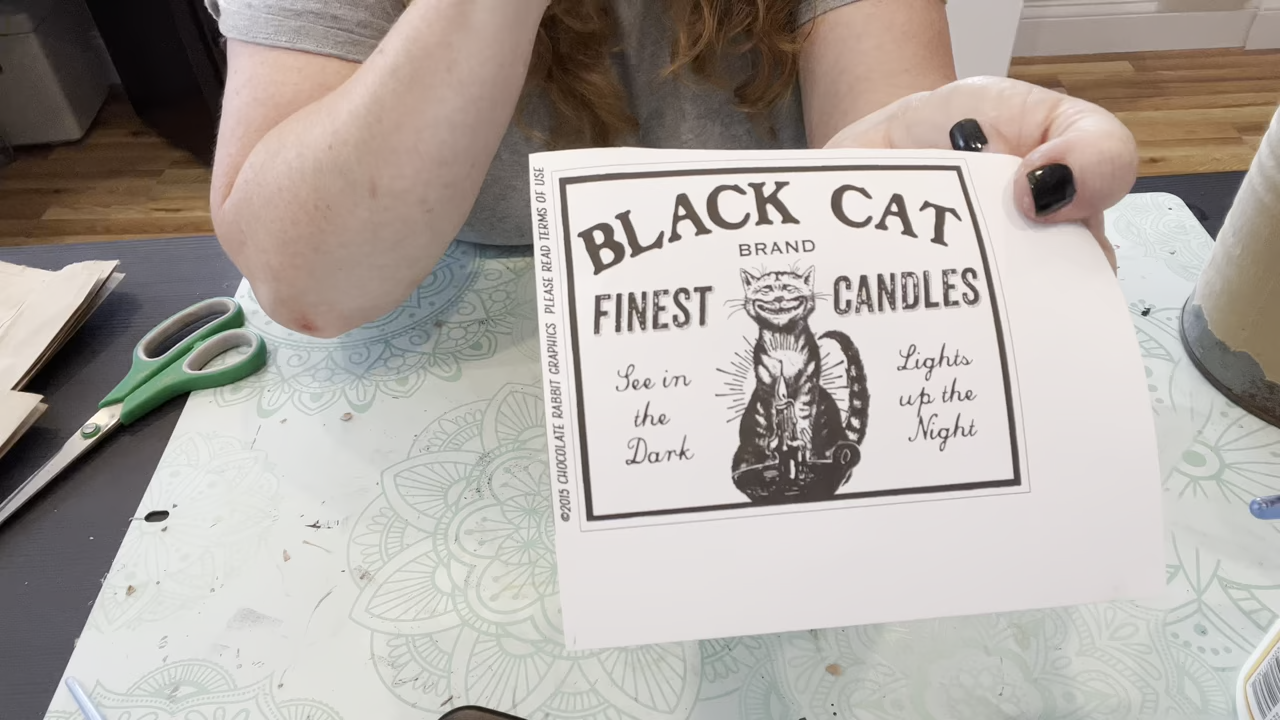 BLACK CAT
BRAND
FINEST CANDLES
See in
the
Dark
Lights
up the
Night
©2015 CHOCOLATE RABBIT GRAPHICS PLEASE READ TERMS OF USE